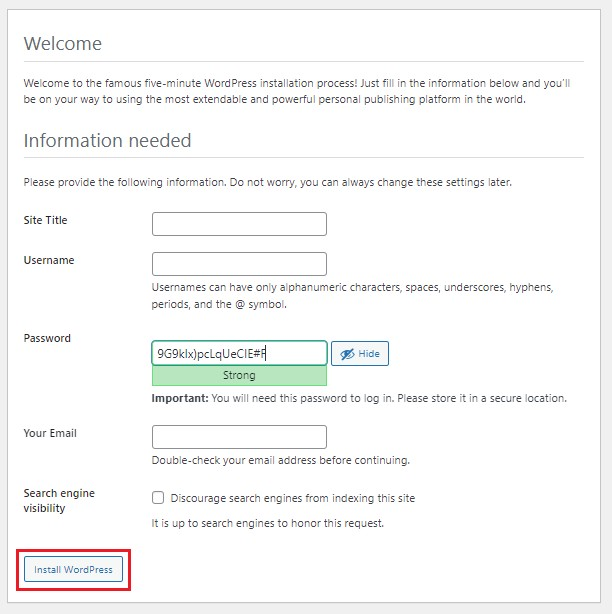 Welcome
Welcome to the famous five-minute WordPress installation process! Just fill in the information below and you'll
be on your way to using the most extendable and powerful personal publishing platform in the world.
Information needed
Please provide the following information. Do not worry, you can always change these settings later.
Site Title
Username
Usernames can have only alphanumeric characters, spaces, underscores, hyphens,
periods, and the @ symbol.
Password
9G9kIx)pcLqUeCIE#F
Hide
Strong
Important: You will need this password to log in. Please store it in a secure location.
Your Email
Double-check your email address before continuing.
Search engine
visibility
Discourage search engines from indexing this site
It is up to search engines to honor this request.
Install WordPress